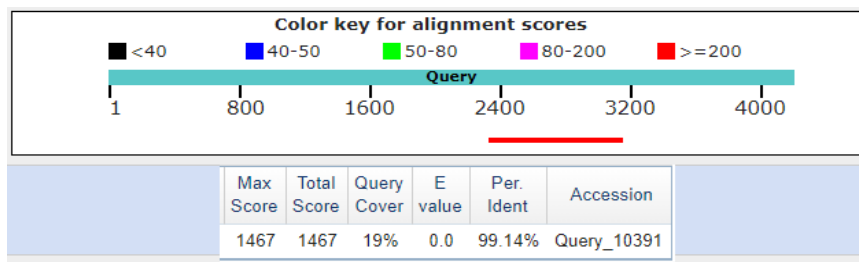 Color key for alignment scores
<40 40-50 50-80 80-200 >=200
Query
1 800 1600 2400 3200 4000
Max Score Total Score Query Cover E value Per. Ident Accession
1467 1467 19% 0.0 99.14% Query_10391